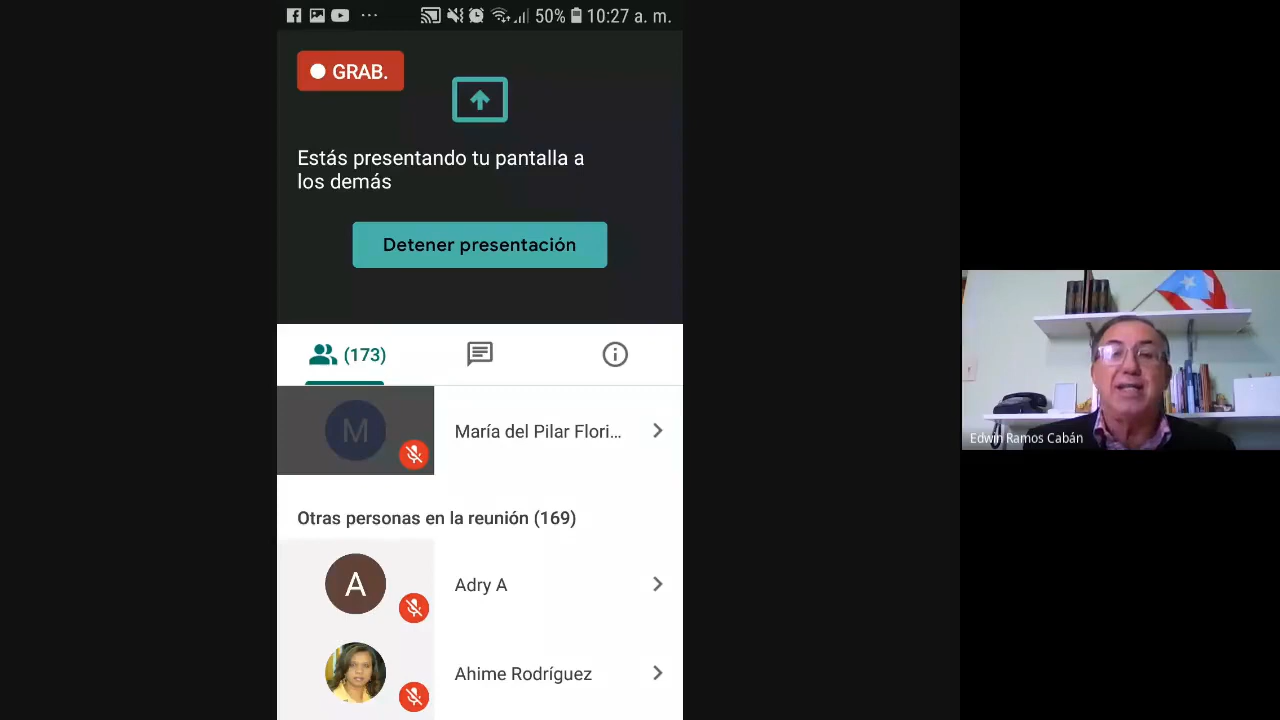 50% 10:27 a. m.
GRAB.
Estás presentando tu pantalla a
los demás
Detener presentación
(173)
M
María del Pilar Flori...
Otras personas en la reunión (169)
A
Adry A
Ahime Rodríguez
Edwin Ramos Cabán